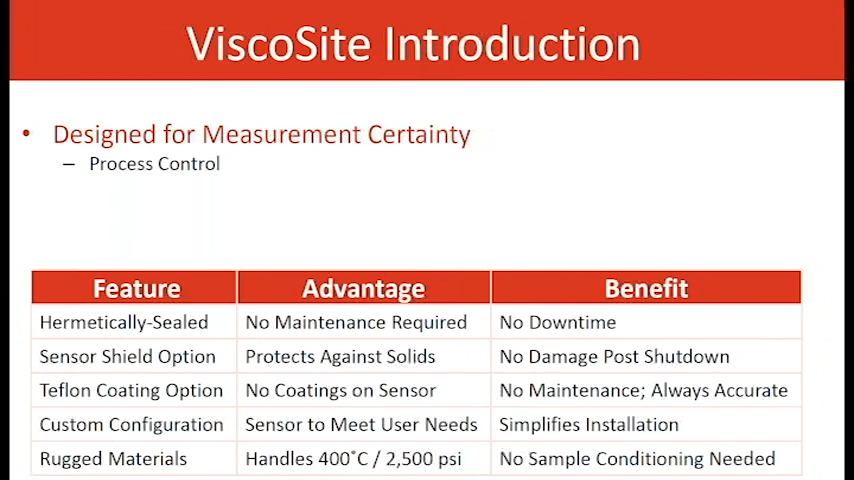 ViscoSite Introduction
• Designed for Measurement Certainty
– Process Control
Feature Advantage Benefit
Hermetically-Sealed No Maintenance Required No Downtime
Sensor Shield Option Protects Against Solids No Damage Post Shutdown
Teflon Coating Option No Coatings on Sensor No Maintenance; Always Accurate
Custom Configuration Sensor to Meet User Needs Simplifies Installation
Rugged Materials Handles 400˚C / 2,500 psi No Sample Conditioning Needed